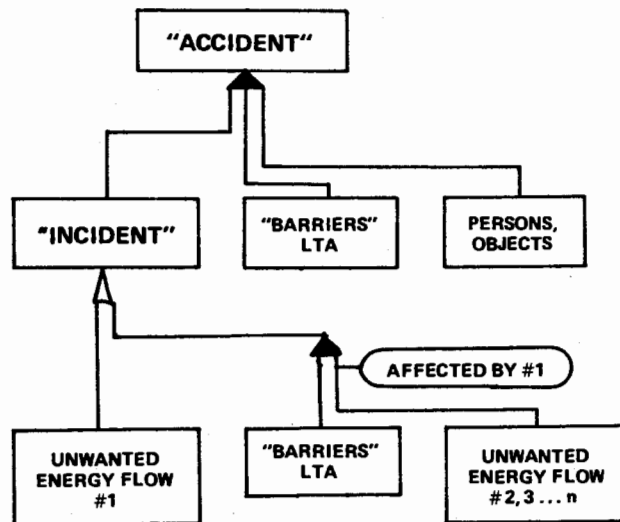 "ACCIDENT"
"INCIDENT"
"BARRIERS"
LTA
PERSONS,
OBJECTS
AFFECTED BY #1
UNWANTED
ENERGY FLOW
#1
"BARRIERS"
LTA
UNWANTED
ENERGY FLOW
#2, 3 ... n